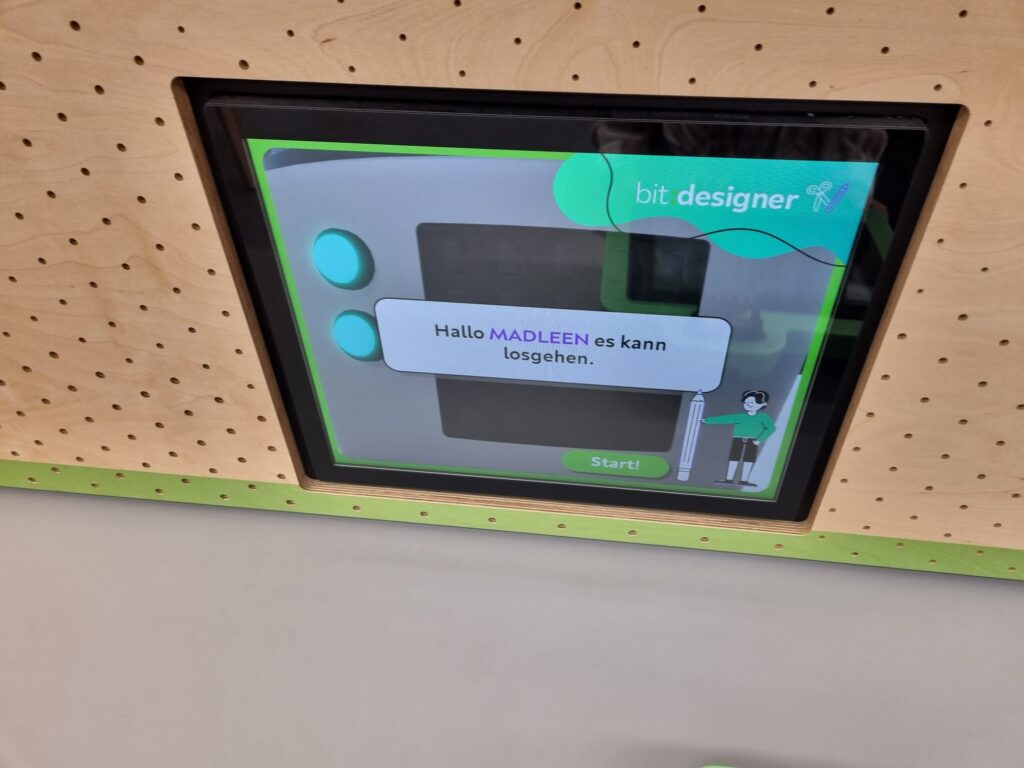 bit designer
Hallo MADLEEN es kann
losgehen.
Start!